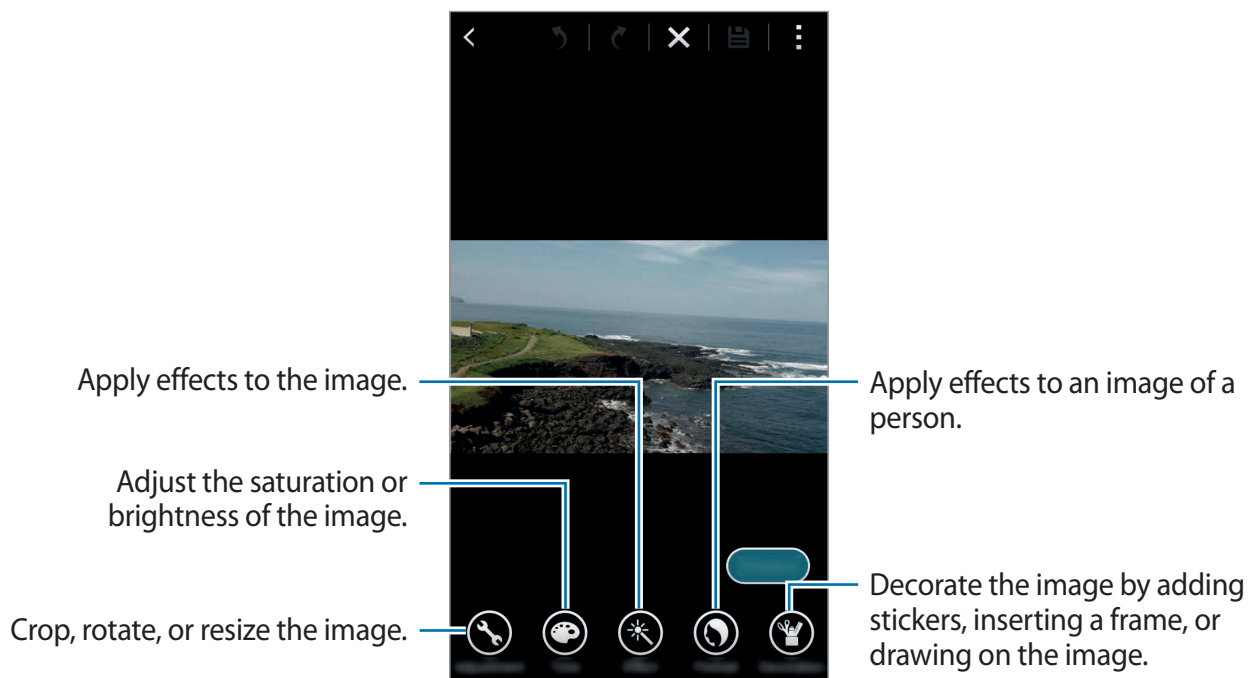 Apply effects to the image.
Adjust the saturation or
brightness of the image.
Crop, rotate, or resize the image.
Apply effects to an image of a
person.
Decorate the image by adding
stickers, inserting a frame, or
drawing on the image.